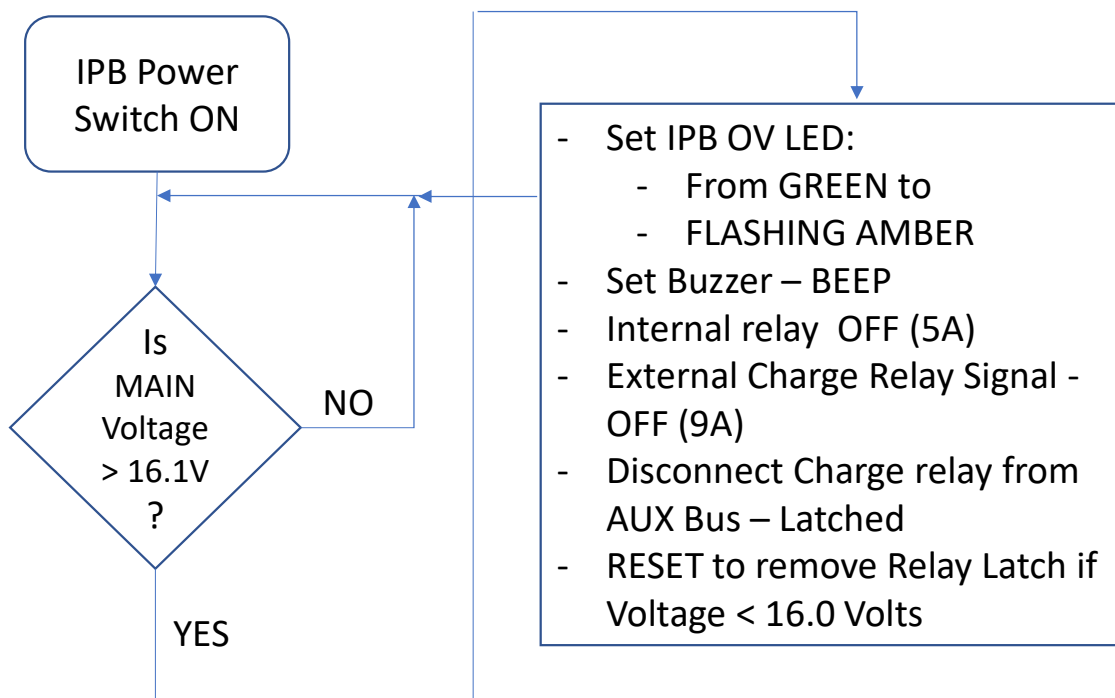 IPB Power
Switch ON
Is
MAIN
Voltage
> 16.1V
?
NO
YES
- Set IPB OV LED:
- From GREEN to
- FLASHING AMBER
- Set Buzzer – BEEP
- Internal relay OFF (5A)
- External Charge Relay Signal -
OFF (9A)
- Disconnect Charge relay from
AUX Bus – Latched
- RESET to remove Relay Latch if
Voltage < 16.0 Volts